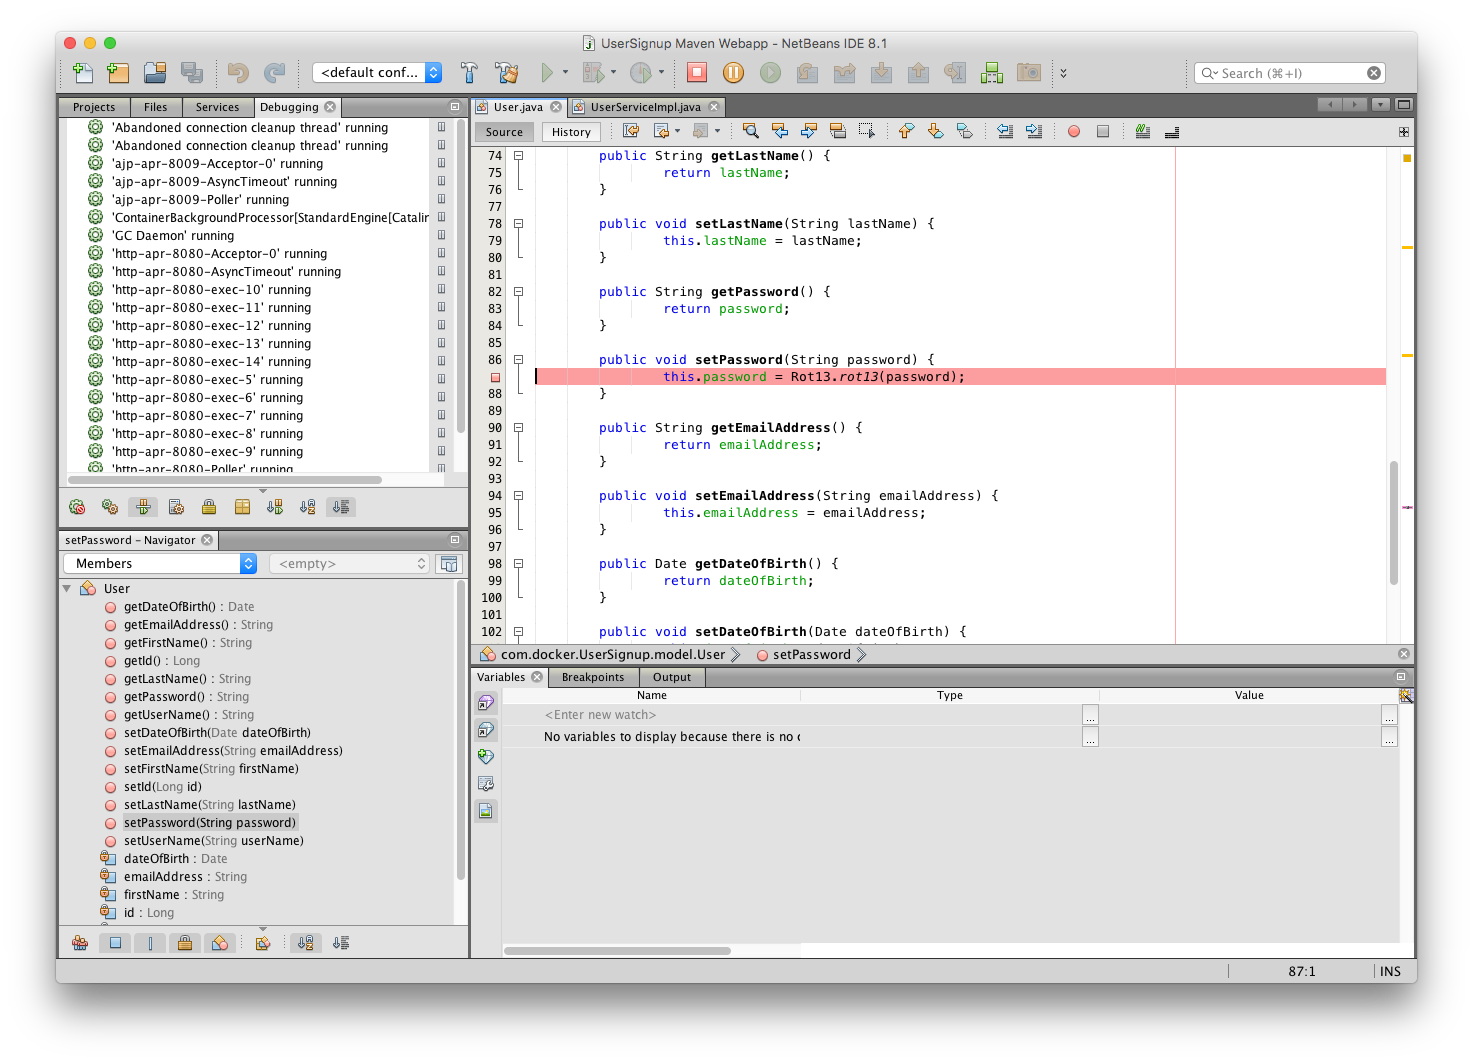 UserSignup Maven Webapp - NetBeans IDE 8.1
<default conf...
Search (⌘+I)
Projects
Files
Services
Debugging
'Abandoned connection cleanup thread' running
'Abandoned connection cleanup thread' running
'ajp-apr-8009-Acceptor-0' running
'ajp-apr-8009-AsyncTimeout' running
'ajp-apr-8009-Poller' running
'ContainerBackgroundProcessor[StandardEngine[Catalin
'GC Daemon' running
'http-apr-8080-Acceptor-0' running
'http-apr-8080-AsyncTimeout' running
'http-apr-8080-exec-10' running
'http-apr-8080-exec-11' running
'http-apr-8080-exec-12' running
'http-apr-8080-exec-13' running
'http-apr-8080-exec-14' running
'http-apr-8080-exec-5' running
'http-apr-8080-exec-6' running
'http-apr-8080-exec-7' running
'http-apr-8080-exec-8' running
'http-apr-8080-exec-9' running
'http-apr-8080-Poller' running
setPassword - Navigator
Members
<empty>
User
getDateOfBirth() : Date
getEmailAddress() : String
getFirstName() : String
getId() : Long
getLastName() : String
getPassword() : String
getUserName() : String
setDateOfBirth(Date dateOfBirth)
setEmailAddress(String emailAddress)
setFirstName(String firstName)
setId(Long id)
setLastName(String lastName)
setPassword(String password)
setUserName(String userName)
dateOfBirth : Date
emailAddress : String
firstName : String
id : Long
User.java
UserServiceImpl.java
Source
History
74 public String getLastName() {
75 return lastName;
76 }
77
78 public void setLastName(String lastName) {
79 this.lastName = lastName;
80 }
81
82 public String getPassword() {
83 return password;
84 }
85
86 public void setPassword(String password) {
this.password = Rot13.rot13(password);
88 }
89
90 public String getEmailAddress() {
91 return emailAddress;
92 }
93
94 public void setEmailAddress(String emailAddress) {
95 this.emailAddress = emailAddress;
96 }
97
98 public Date getDateOfBirth() {
99 return dateOfBirth;
100 }
101
102 public void setDateOfBirth(Date dateOfBirth) {
com.docker.UserSignup.model.User
setPassword
Variables
Breakpoints
Output
Name
Type
Value
<Enter new watch>
...
...
No variables to display because there is no c
...
...
87:1
INS